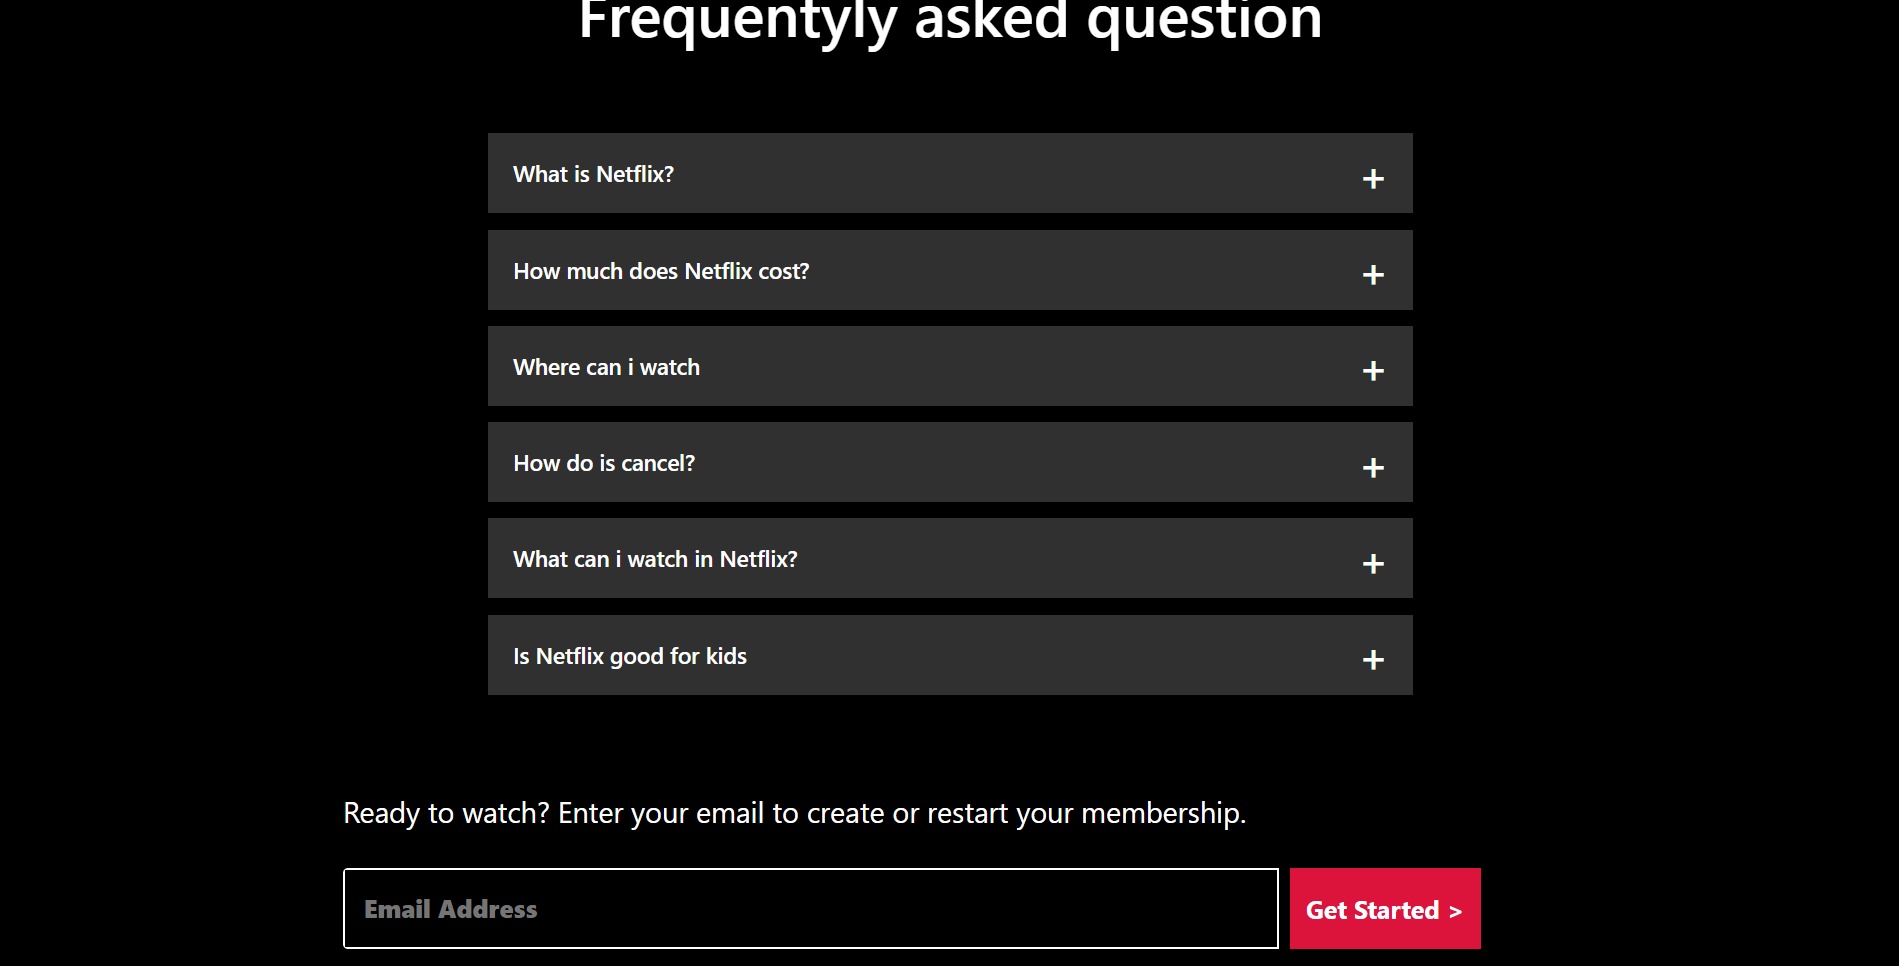 Frequentyly asked question
What is Netflix?
+
How much does Netflix cost?
+
Where can i watch
+
How do is cancel?
+
What can i watch in Netflix?
+
Is Netflix good for kids
+
Ready to watch? Enter your email to create or restart your membership.
Email Address
Get Started >